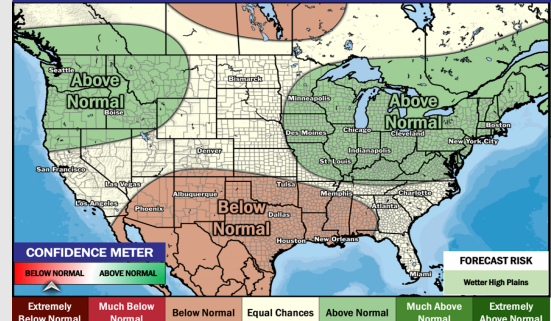 Seattle
Above
Normal
Boise
Bismarck
Minneapolis
Above
Normal
Boston
Des Moines
Chicago
Cleveland
New York City
Indianapolis
San Francisco
Denver
St. Louis
Las Vegas
Los Angeles
Phoenix
Albuquerque
Tulsa
Memphis
Charlotte
Below
Normal
Dallas
Atlanta
Houston
New Orleans
Miami
CONFIDENCE METER
BELOW NORMAL
ABOVE NORMAL
FORECAST RISK
Wetter High Plains
Extremely
Below Normal
Much Below
Normal
Below Normal
Equal Chances
Above Normal
Much Above
Normal
Extremely
Above Normal